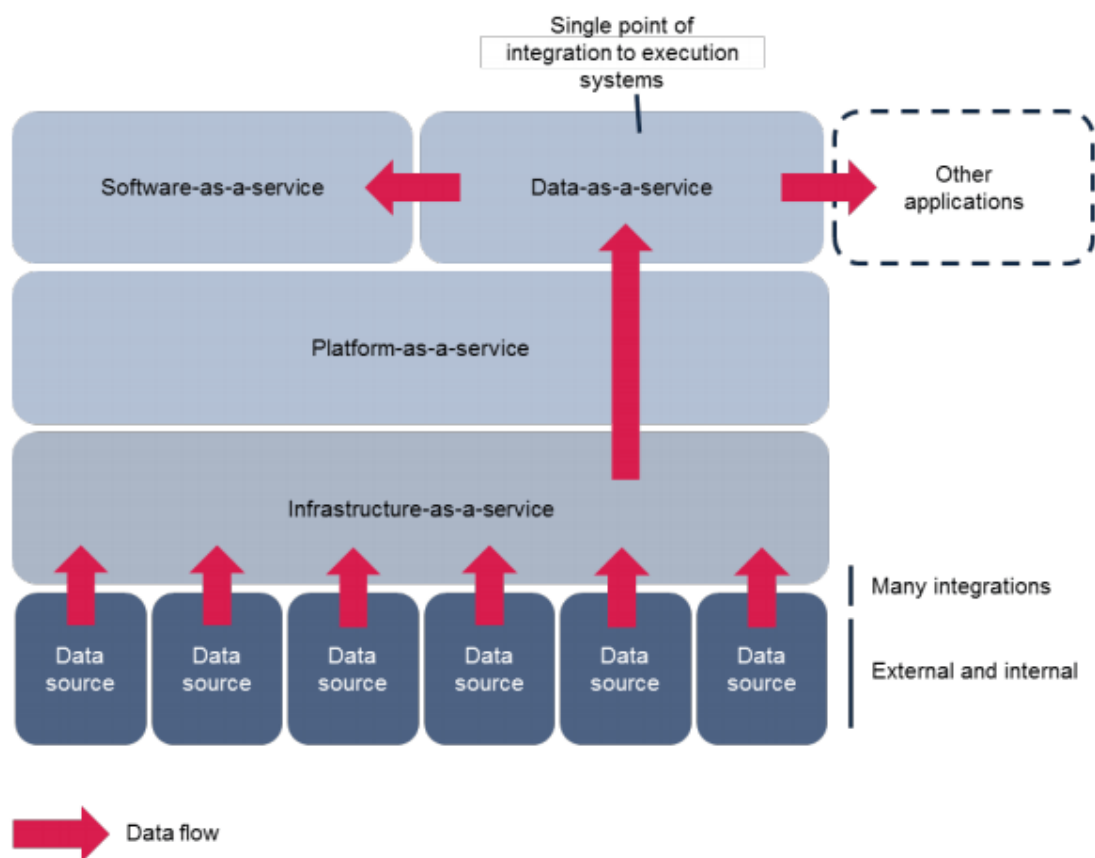 Single point of
integration to execution
systems
Software-as-a-service
Data-as-a-service
Other
applications
Platform-as-a-service
Infrastructure-as-a-service
Many integrations
Data
source
Data
source
Data
source
Data
source
Data
source
Data
source
External and internal
Data flow